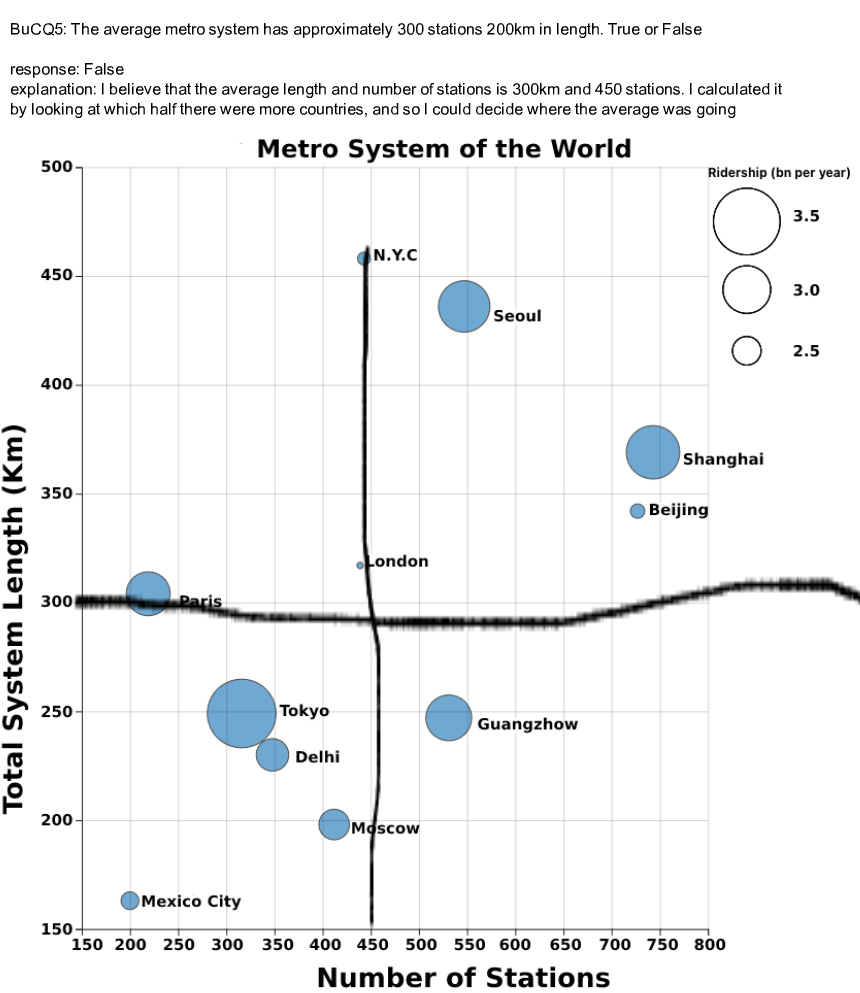 BuCQ5: The average metro system has approximately 300 stations 200km in length. True or False
response: False
explanation: I believe that the average length and number of stations is 300km and 450 stations. I calculated it
by looking at which half there were more countries, and so I could decide where the average was going
Metro System of the World
Ridership (bn per year)
3.5
3.0
2.5
500
450
400
350
300
250
200
150
Total System Length (Km)
N.Y.C
Seoul
Shanghai
Beijing
London
Paris
Tokyo
Guangzhow
Delhi
Moscow
Mexico City
150 200 250 300 350 400 450 500 550 600 650 700 750 800
Number of Stations